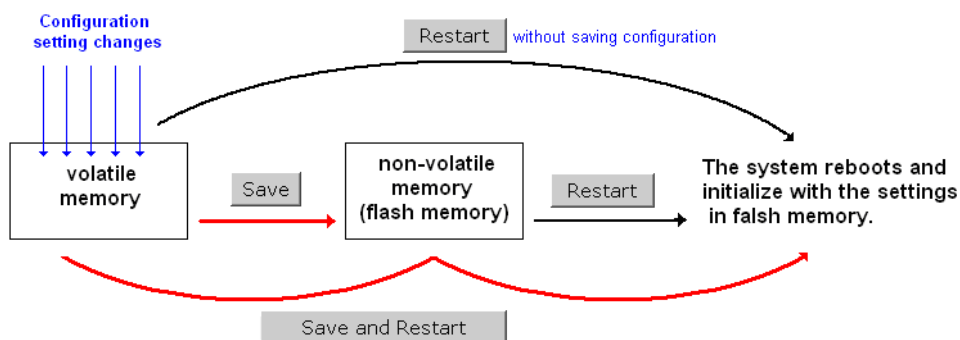 Configuration
setting changes
Restart
without saving configuration
volatile
memory
Save
non-volatile
memory
(flash memory)
Restart
The system reboots and
initialize with the settings
in falsh memory.
Save and Restart